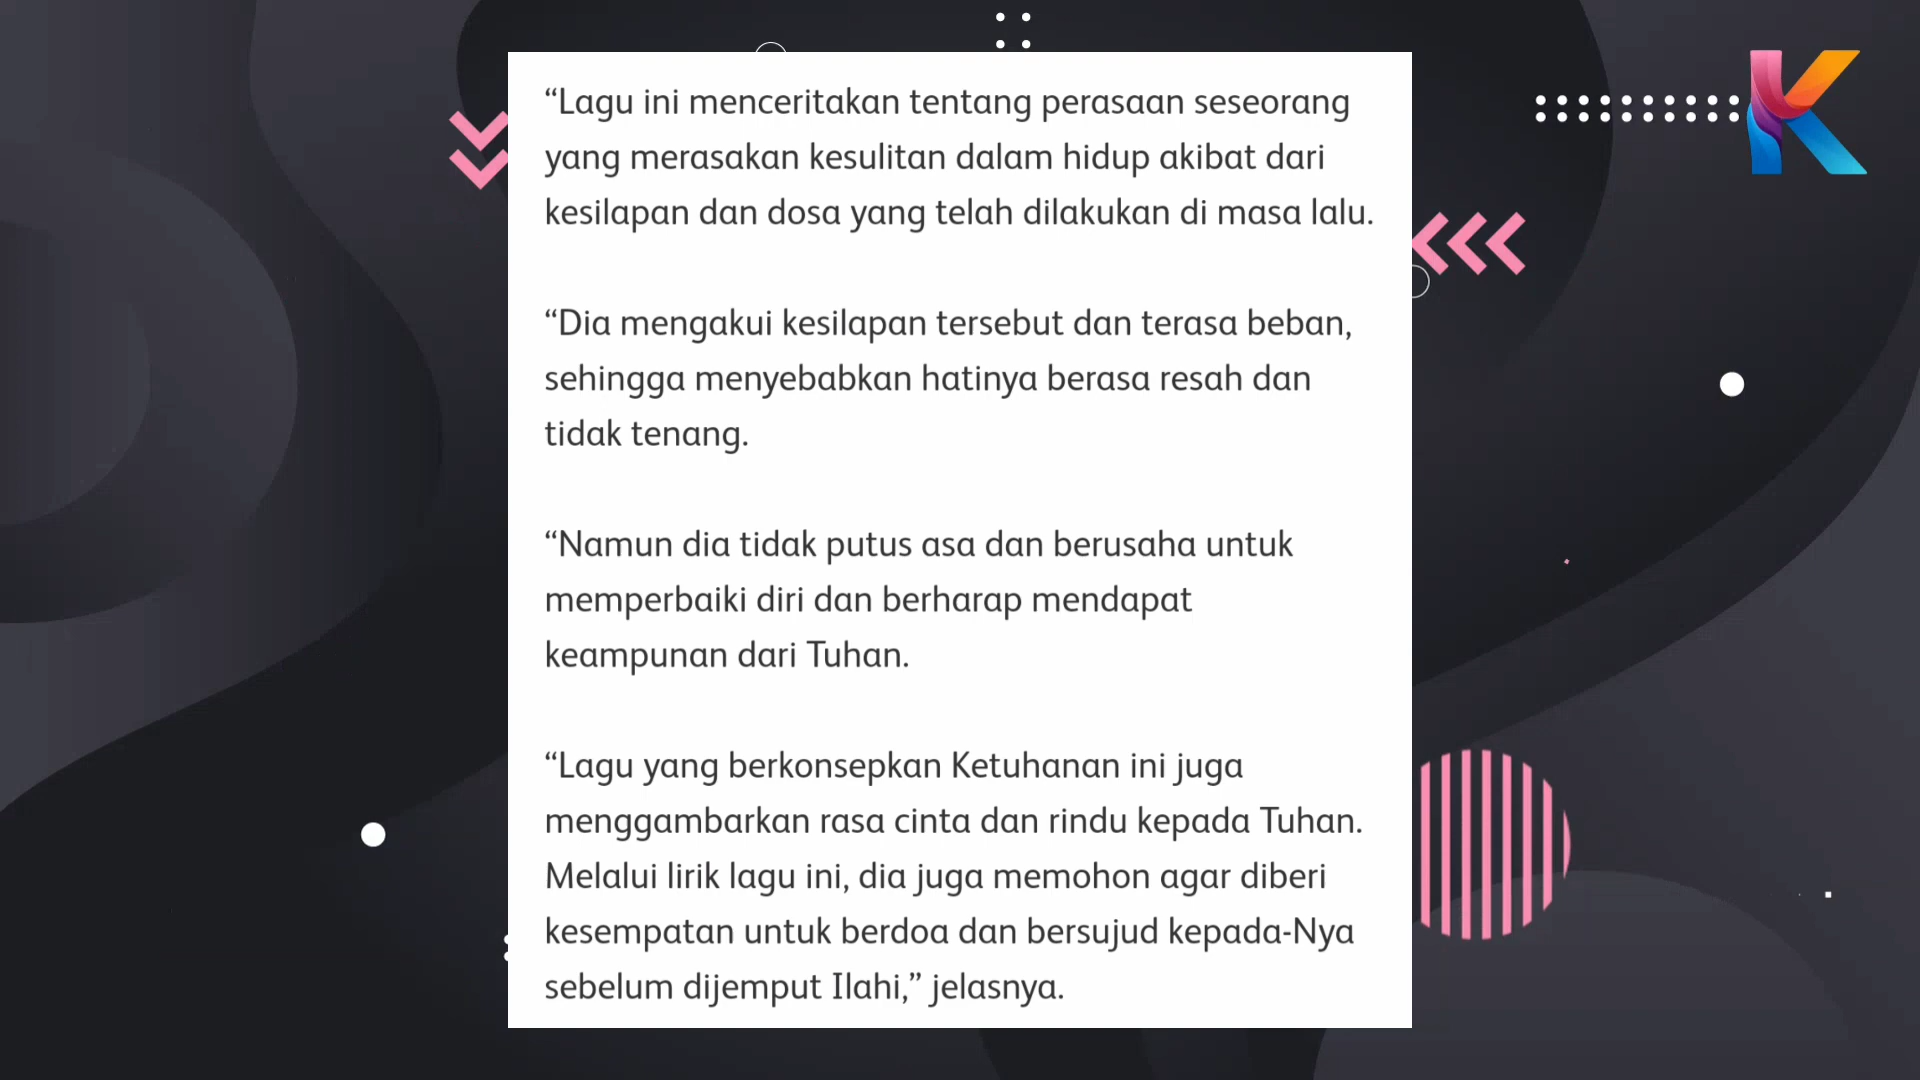 “Lagu ini menceritakan tentang perasaan seseorang
yang merasakan kesulitan dalam hidup akibat dari
kesilapan dan dosa yang telah dilakukan di masa lalu.
“Dia mengakui kesilapan tersebut dan terasa beban,
sehingga menyebabkan hatinya berasa resah dan
tidak tenang.
“Namun dia tidak putus asa dan berusaha untuk
memperbaiki diri dan berharap mendapat
keampunan dari Tuhan.
“Lagu yang berkonsepkan Ketuhanan ini juga
menggambarkan rasa cinta dan rindu kepada Tuhan.
Melalui lirik lagu ini, dia juga memohon agar diberi
kesempatan untuk berdoa dan bersujud kepada-Nya
sebelum dijemput Ilahi,” jelasnya.
K